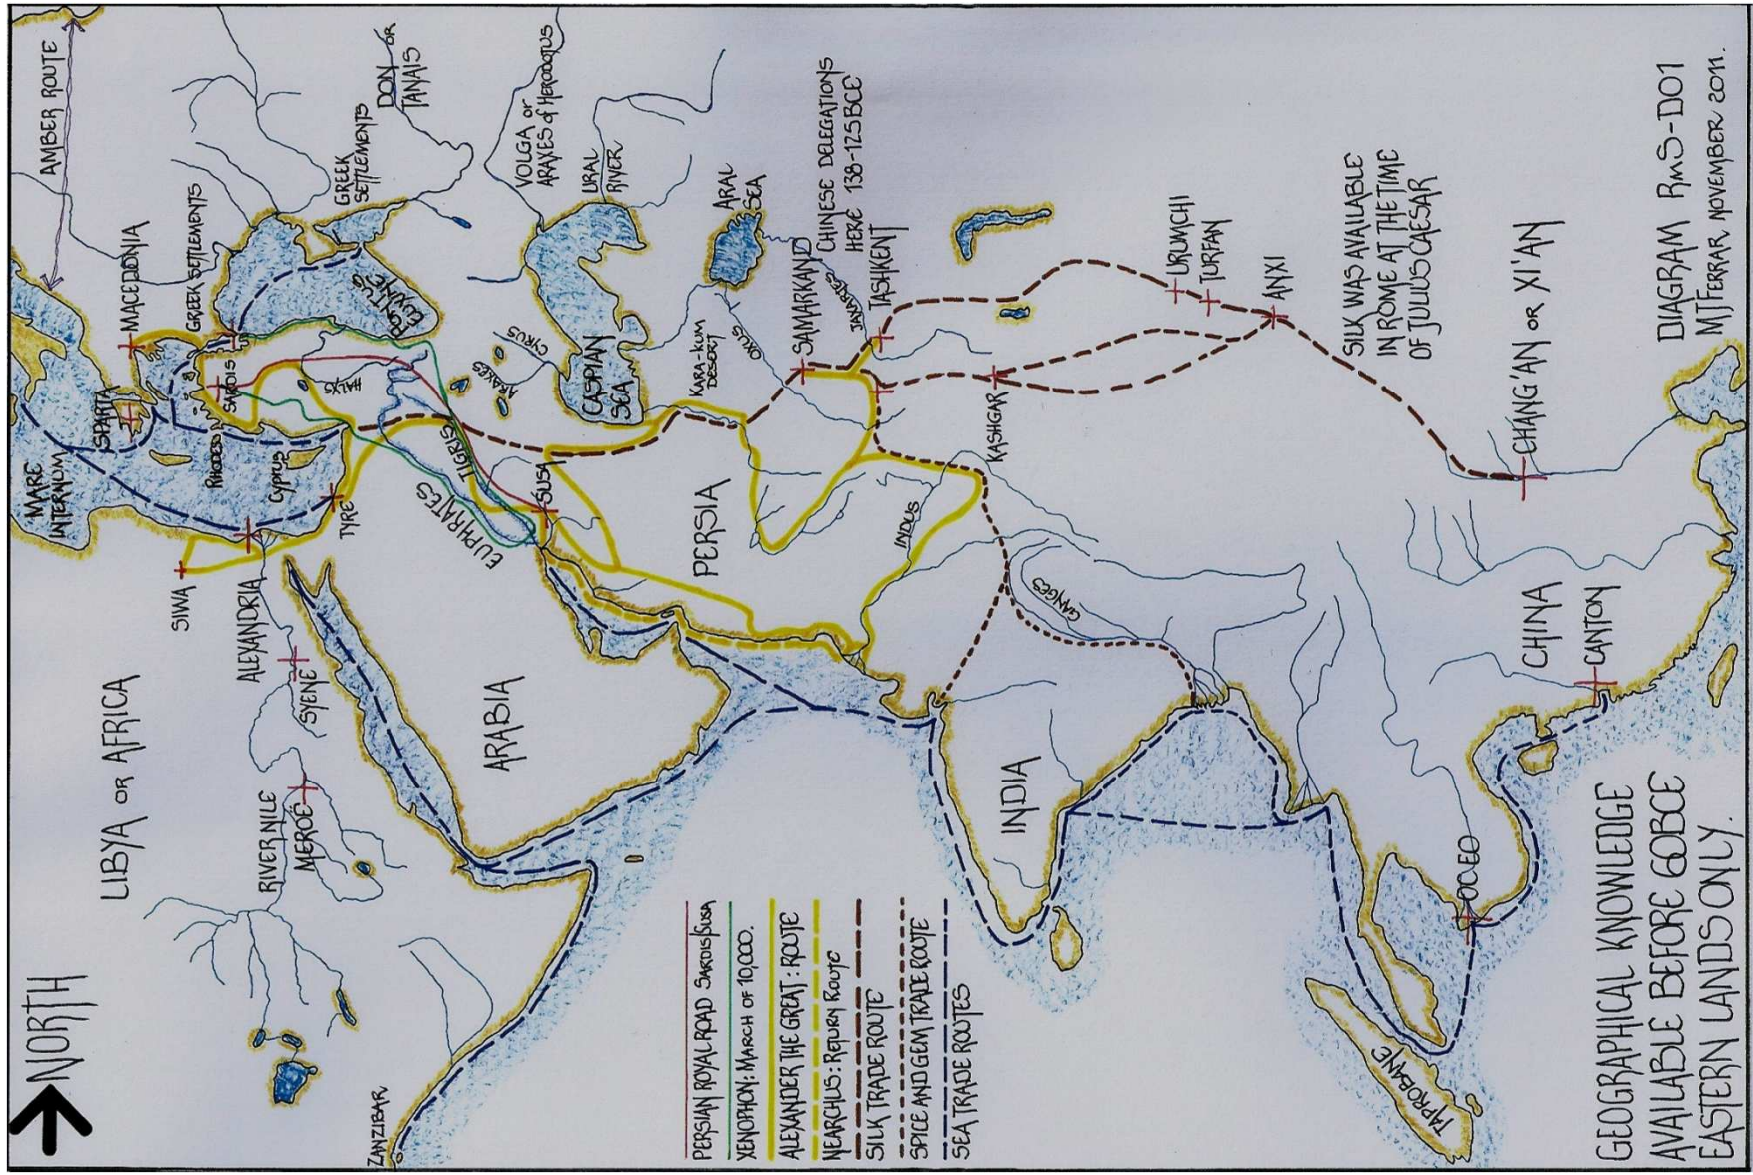 NORTH
AMBER ROUTE
MARE
INTERNUM
SPARTA
MACEDONIA
GREEK SETTLEMENTS
LIBYA OR AFRICA
SIWA
ALEXANDRIA
SYENE
RIVER NILE
MEROË
ZANZIBAR
Rhodes
Cyprus
SARDIS
TYRE
GREEK
SETTLEMENTS
DON OR
TANAIS
PONTUS
EUXINE
HALYS
EUPHRATES
TIGRIS
SUSA
ARAXES
CYRUS
VOLGA or
ARAXES of HERODOTUS
URAL
RIVER
CASPIAN
SEA
ARABIA
PERSIA
KARA-KUM
DESERT
OXUS
ARAL
SEA
SAMARKAND
CHINESE DELEGATIONS
HERE 138-125BCE
TASHKENT
INDUS
KASHGAR
INDIA
GANGES
URUMCHI
TURFAN
ANXI
SILK WAS AVAILABLE
IN ROME AT THE TIME
OF JULIUS CAESAR
TAPROBANE
OCEO
CHINA
CANTON
CHANG'AN OR XI'AN
PERSIAN ROYAL ROAD SARDIS/SUSA
XENOPHON: MARCH OF 10,000.
ALEXANDER THE GREAT: ROUTE
NEARCHUS: RETURN ROUTE
SILK TRADE ROUTE
SPICE AND GEM TRADE ROUTE
SEA TRADE ROUTES
GEOGRAPHICAL KNOWLEDGE
AVAILABLE BEFORE 60BCE
EASTERN LANDS ONLY.
DIAGRAM RmS-D01
MJFERRAR NOVEMBER 2011.